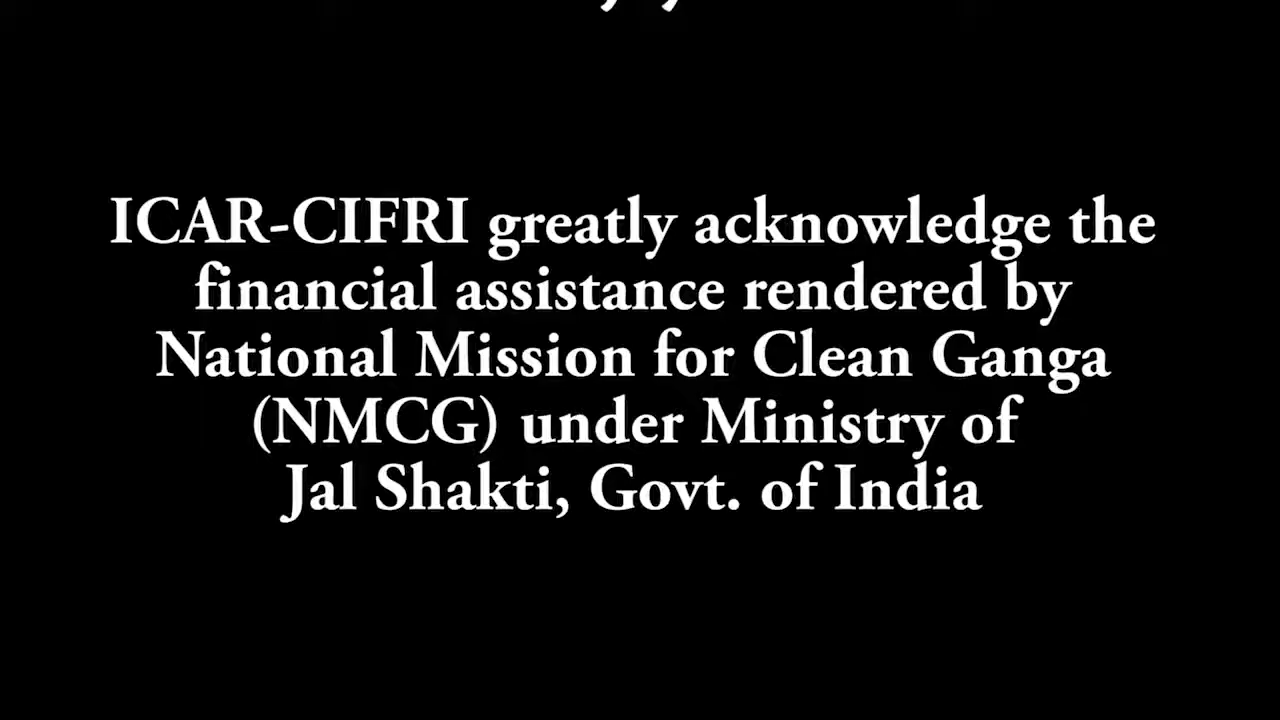 ICAR-CIFRI greatly acknowledge the
financial assistance rendered by
National Mission for Clean Ganga
(NMCG) under Ministry of
Jal Shakti, Govt. of India